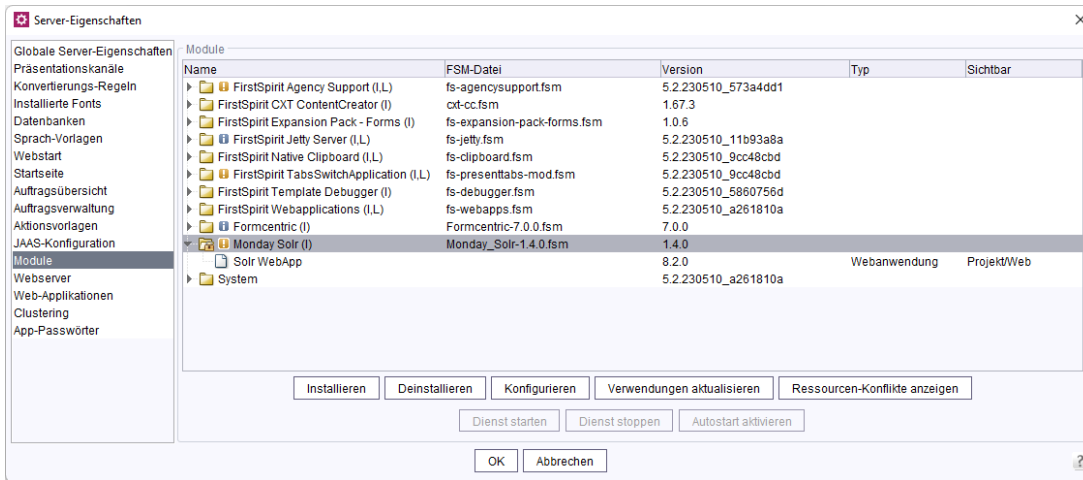 Server-Eigenschaften
Globale Server-Eigenschaften
Präsentationskanäle
Konvertierungs-Regeln
Installierte Fonts
Datenbanken
Sprach-Vorlagen
Webstart
Startseite
Auftragsübersicht
Auftragsverwaltung
Aktionsvorlagen
JAAS-Konfiguration
Module
Webserver
Web-Applikationen
Clustering
App-Passwörter
Module
Name FSM-Datei Version Typ Sichtbar
FirstSpirit Agency Support (I,L) fs-agencysupport.fsm 5.2.230510_573a4dd1
FirstSpirit CXT ContentCreator (I) cxt-cc.fsm 1.67.3
FirstSpirit Expansion Pack - Forms (I) fs-expansion-pack-forms.fsm 1.0.6
FirstSpirit Jetty Server (I,L) fs-jetty.fsm 5.2.230510_11b93a8a
FirstSpirit Native Clipboard (I,L) fs-clipboard.fsm 5.2.230510_9cc48cbd
FirstSpirit TabsSwitchApplication (I,L) fs-presenttabs-mod.fsm 5.2.230510_9cc48cbd
FirstSpirit Template Debugger (I) fs-debugger.fsm 5.2.230510_5860756d
FirstSpirit Webapplications (I,L) fs-webapps.fsm 5.2.230510_a261810a
Formcentric (I) Formcentric-7.0.0.fsm 7.0.0
Monday Solr (I) Monday_Solr-1.4.0.fsm 1.4.0
Solr WebApp 8.2.0 Webanwendung Projekt/Web
System 5.2.230510_a261810a
Installieren Deinstallieren Konfigurieren Verwendungen aktualisieren Ressourcen-Konflikte anzeigen
Dienst starten Dienst stoppen Autostart aktivieren
OK Abbrechen
?